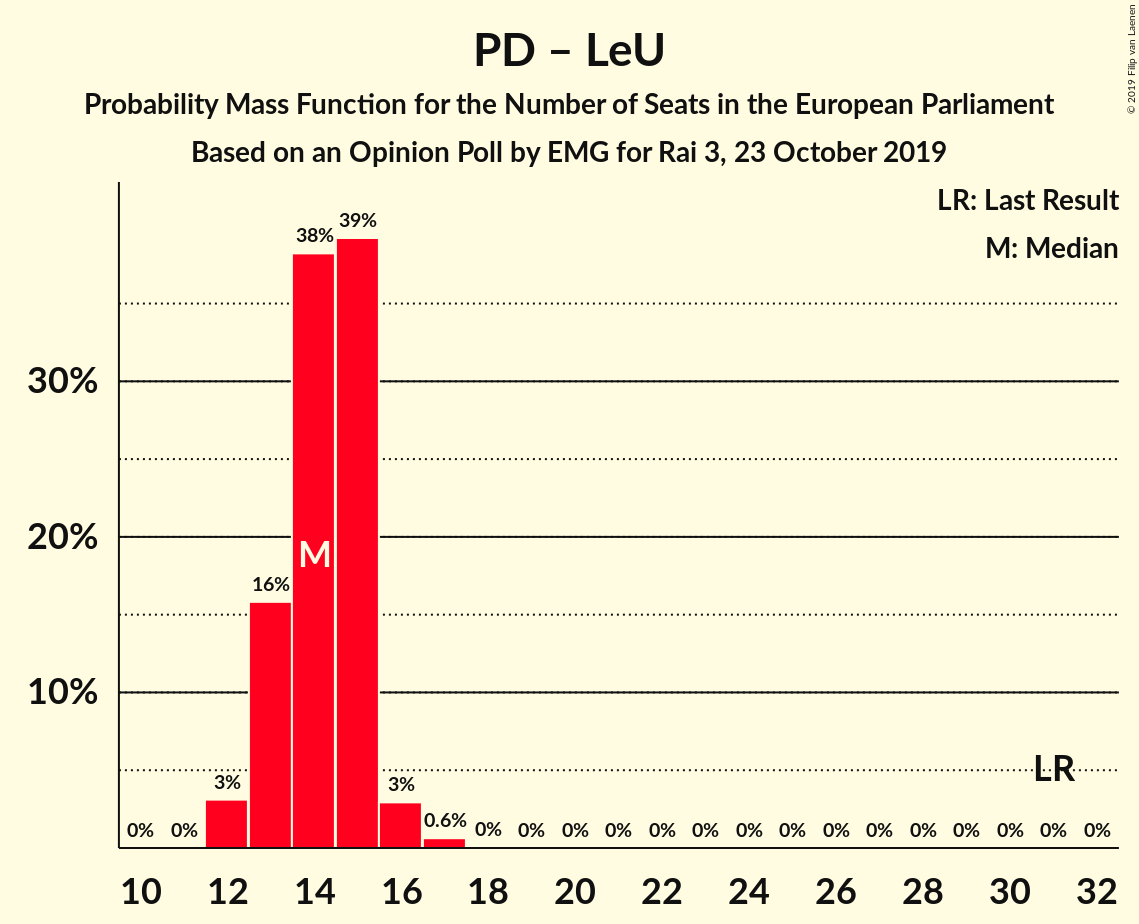 PD – LeU
Probability Mass Function for the Number of Seats in the European Parliament
Based on an Opinion Poll by EMG for Rai 3, 23 October 2019
© 2019 Filip van Laenen
LR: Last Result
M: Median
39%
38%
30%
20%
M
16%
10%
LR
3%
3%
0.6%
0% 0% 0% 0% 0% 0% 0% 0% 0% 0% 0% 0% 0% 0% 0% 0% 0%
10 12 14 16 18 20 22 24 26 28 30 32